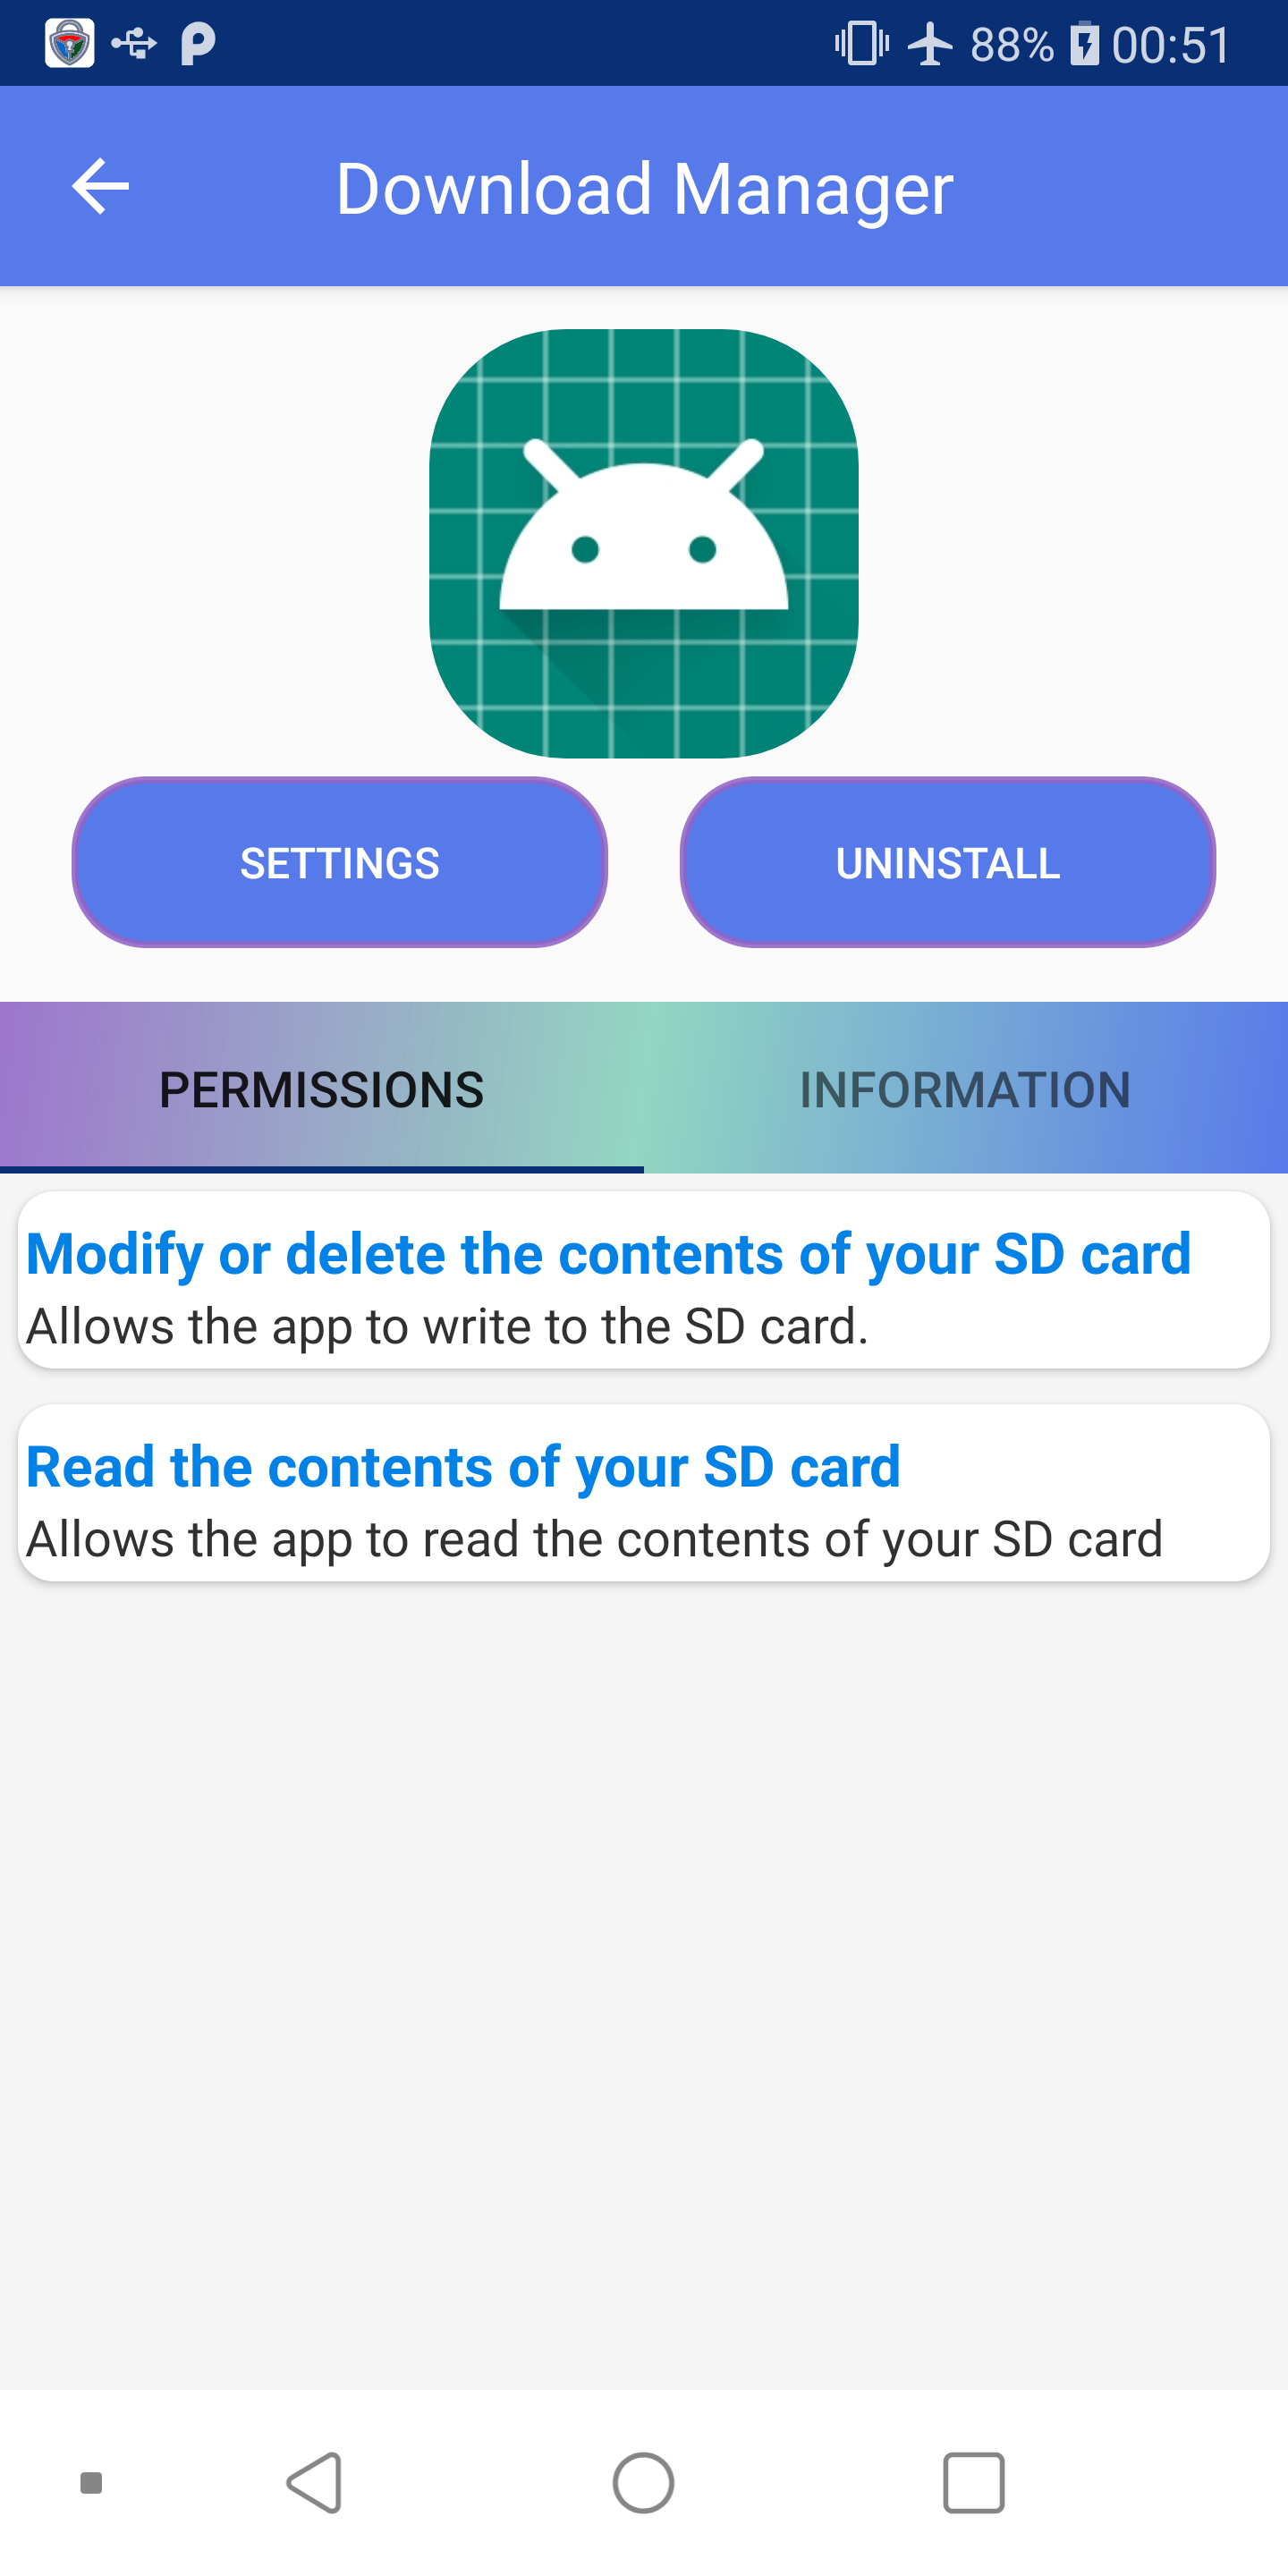 88% 00:51
Download Manager
SETTINGS
UNINSTALL
PERMISSIONS
INFORMATION
Modify or delete the contents of your SD card
Allows the app to write to the SD card.
Read the contents of your SD card
Allows the app to read the contents of your SD card